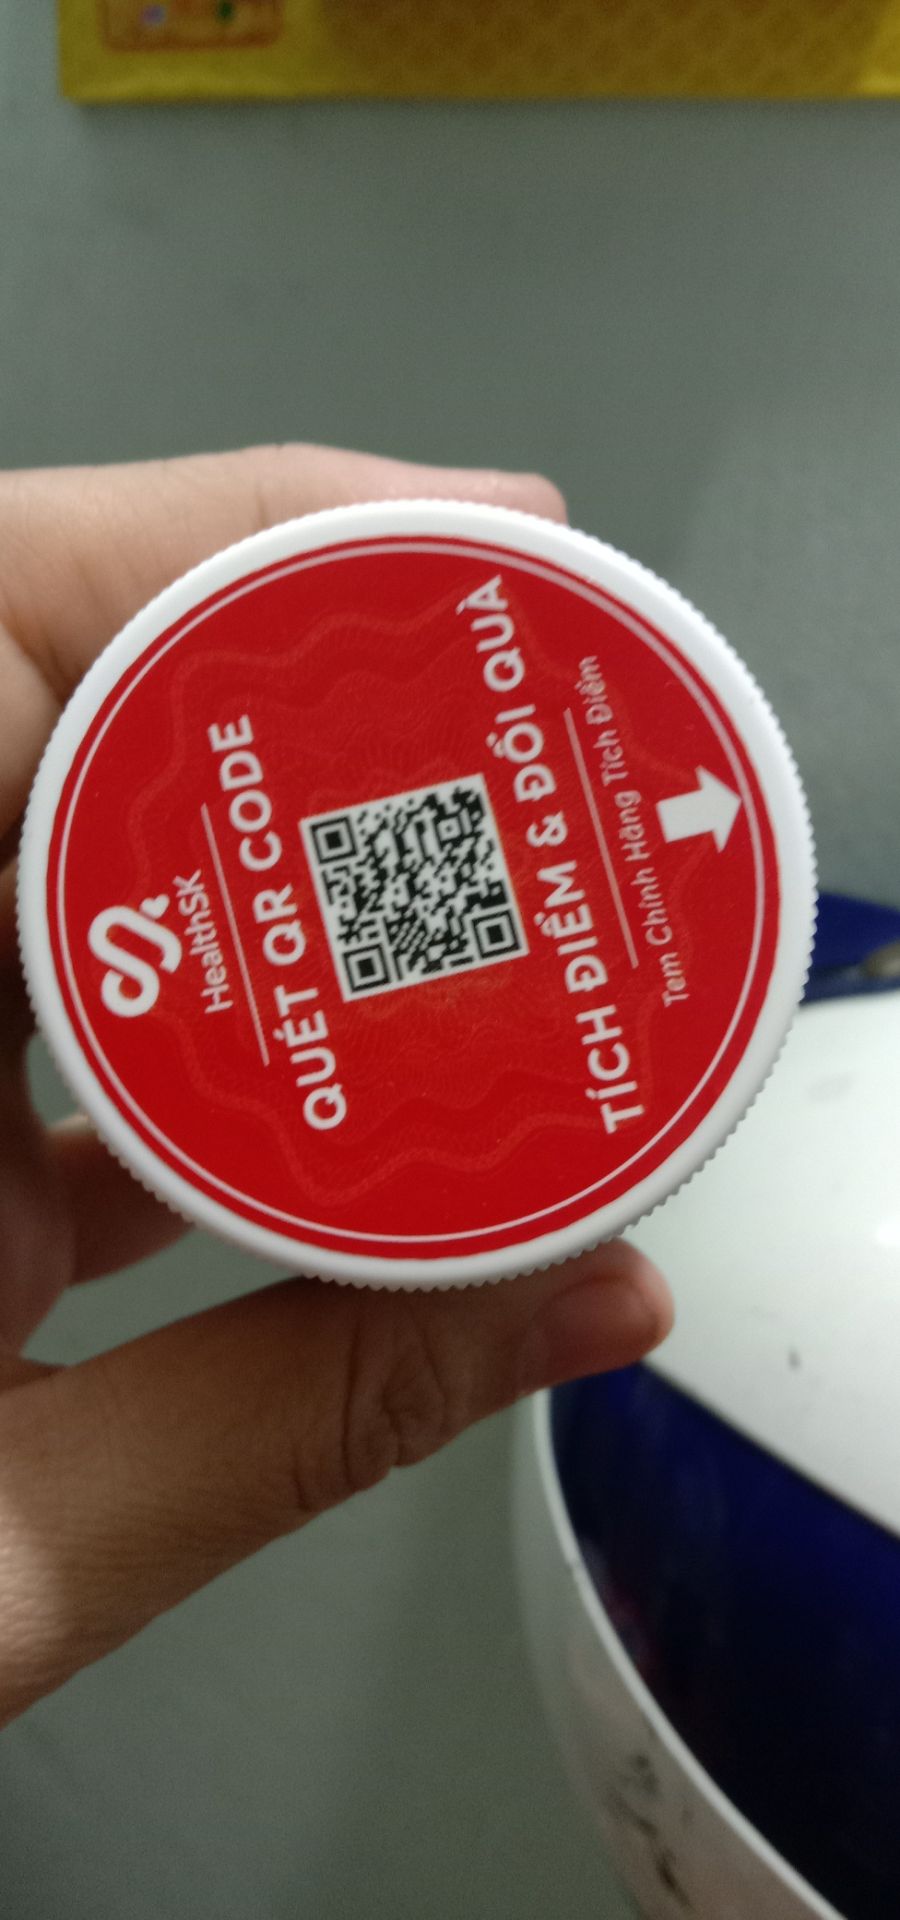 HealthSK
QUÉT QR CODE
TÍCH ĐIỂM & ĐỔI QUÀ
Tem Chính Hãng Tích Điểm